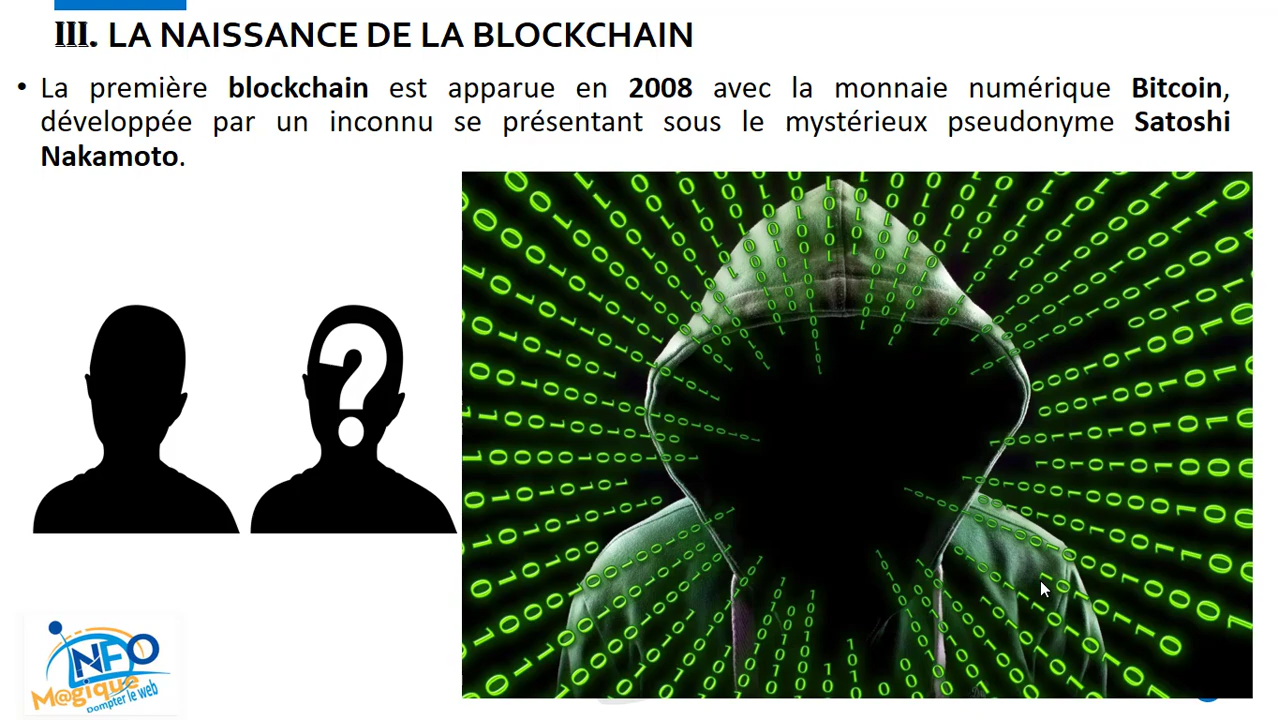 III. LA NAISSANCE DE LA BLOCKCHAIN
• La première blockchain est apparue en 2008 avec la monnaie numérique Bitcoin,
développée par un inconnu se présentant sous le mystérieux pseudonyme Satoshi
Nakamoto.
?
INFO
M@gique
Dompter le web